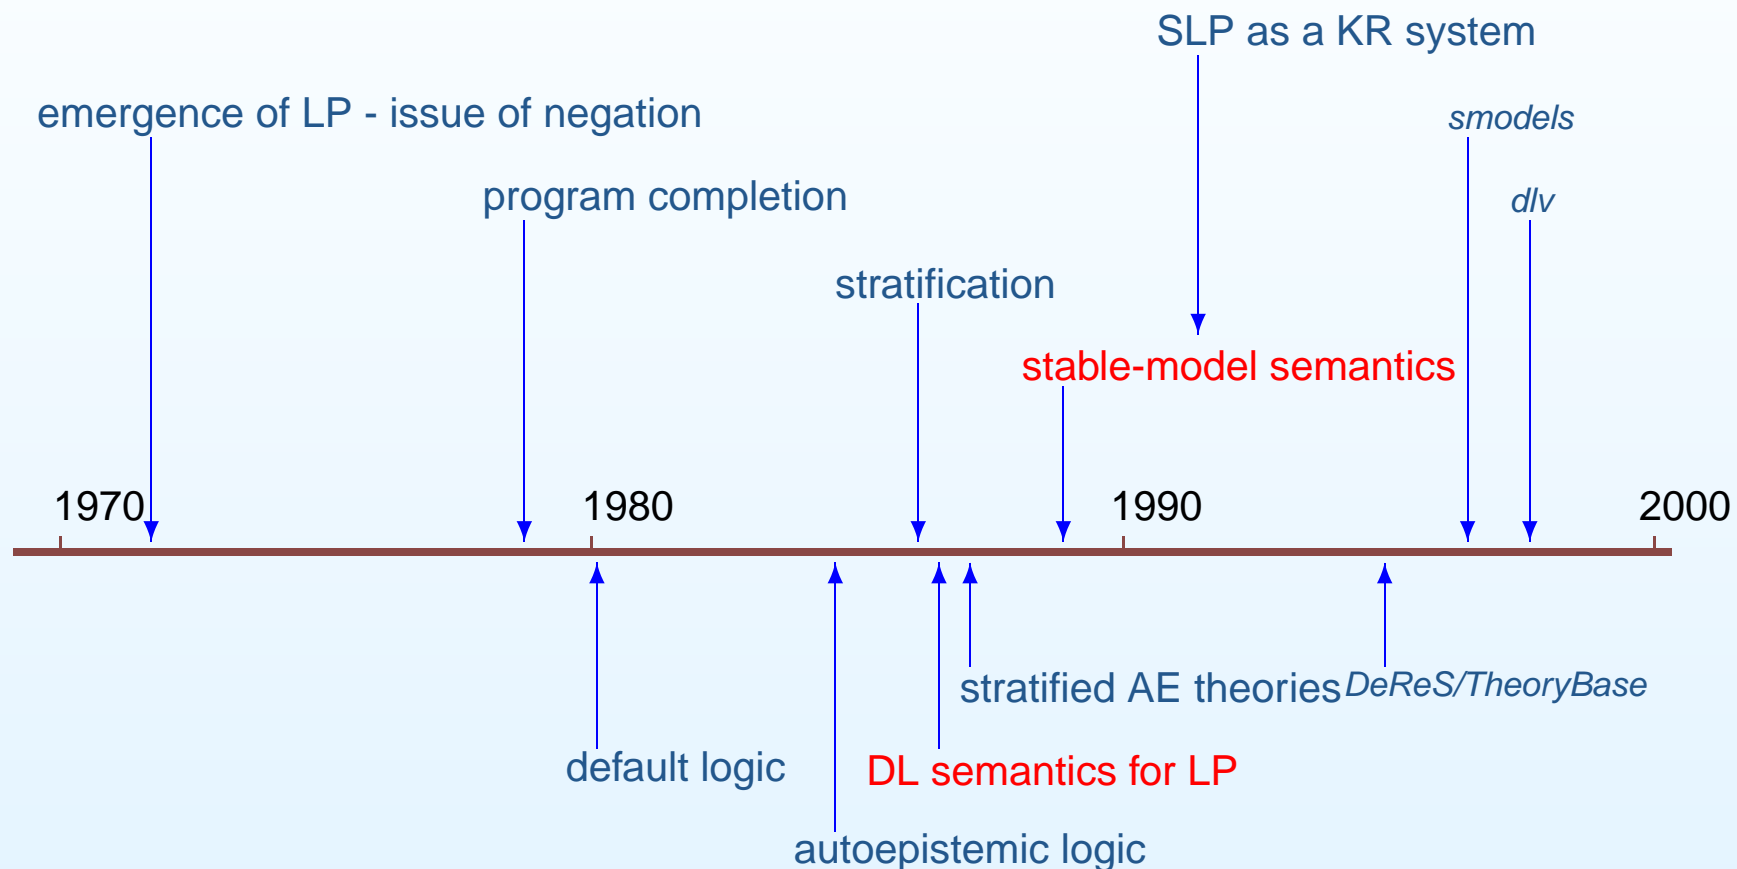 SLP as a KR system
emergence of LP - issue of negation
smodels
program completion
dlv
stratification
stable-model semantics
1970
1980
1990
2000
stratified AE theories
DeReS/TheoryBase
default logic
DL semantics for LP
autoepistemic logic